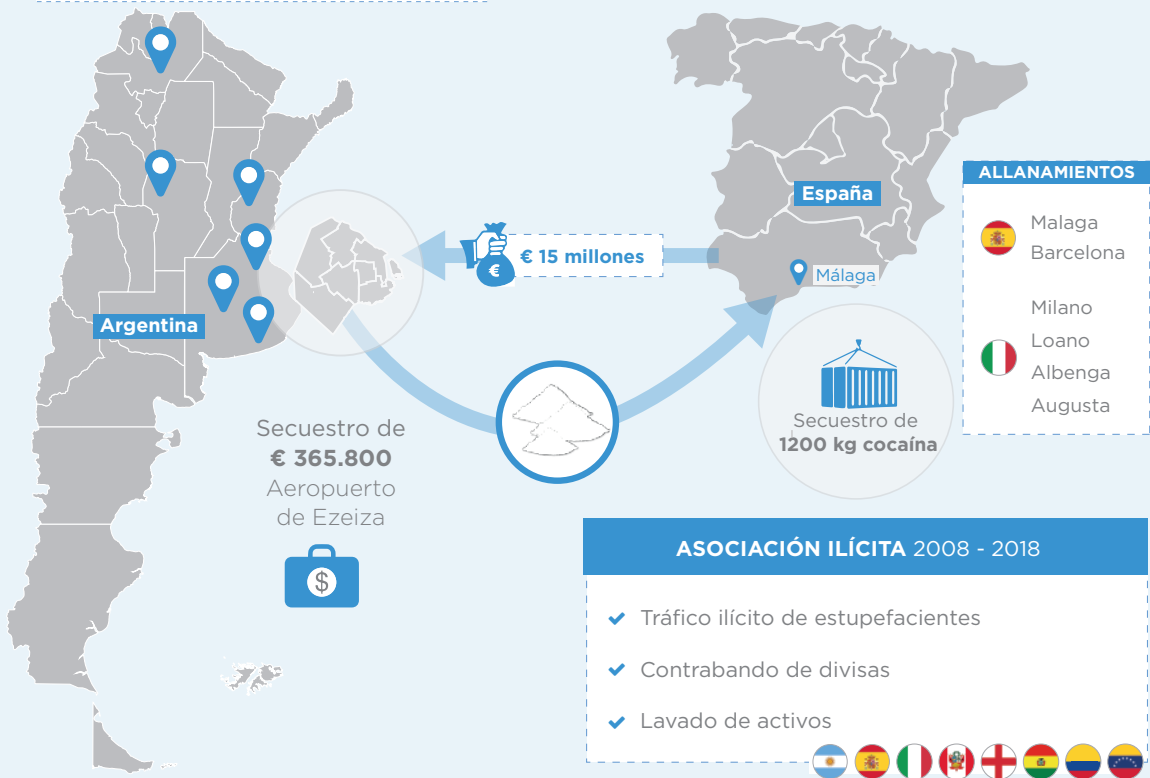 España
ALLANAMIENTOS
Malaga
Barcelona
Milano
Loano
Albenga
Augusta
€ 15 millones
€
Málaga
Argentina
Secuestro de
1200 kg cocaína
Secuestro de
€ 365.800
Aeropuerto
de Ezeiza
$
ASOCIACIÓN ILÍCITA 2008 - 2018
Tráfico ilícito de estupefacientes
Contrabando de divisas
Lavado de activos